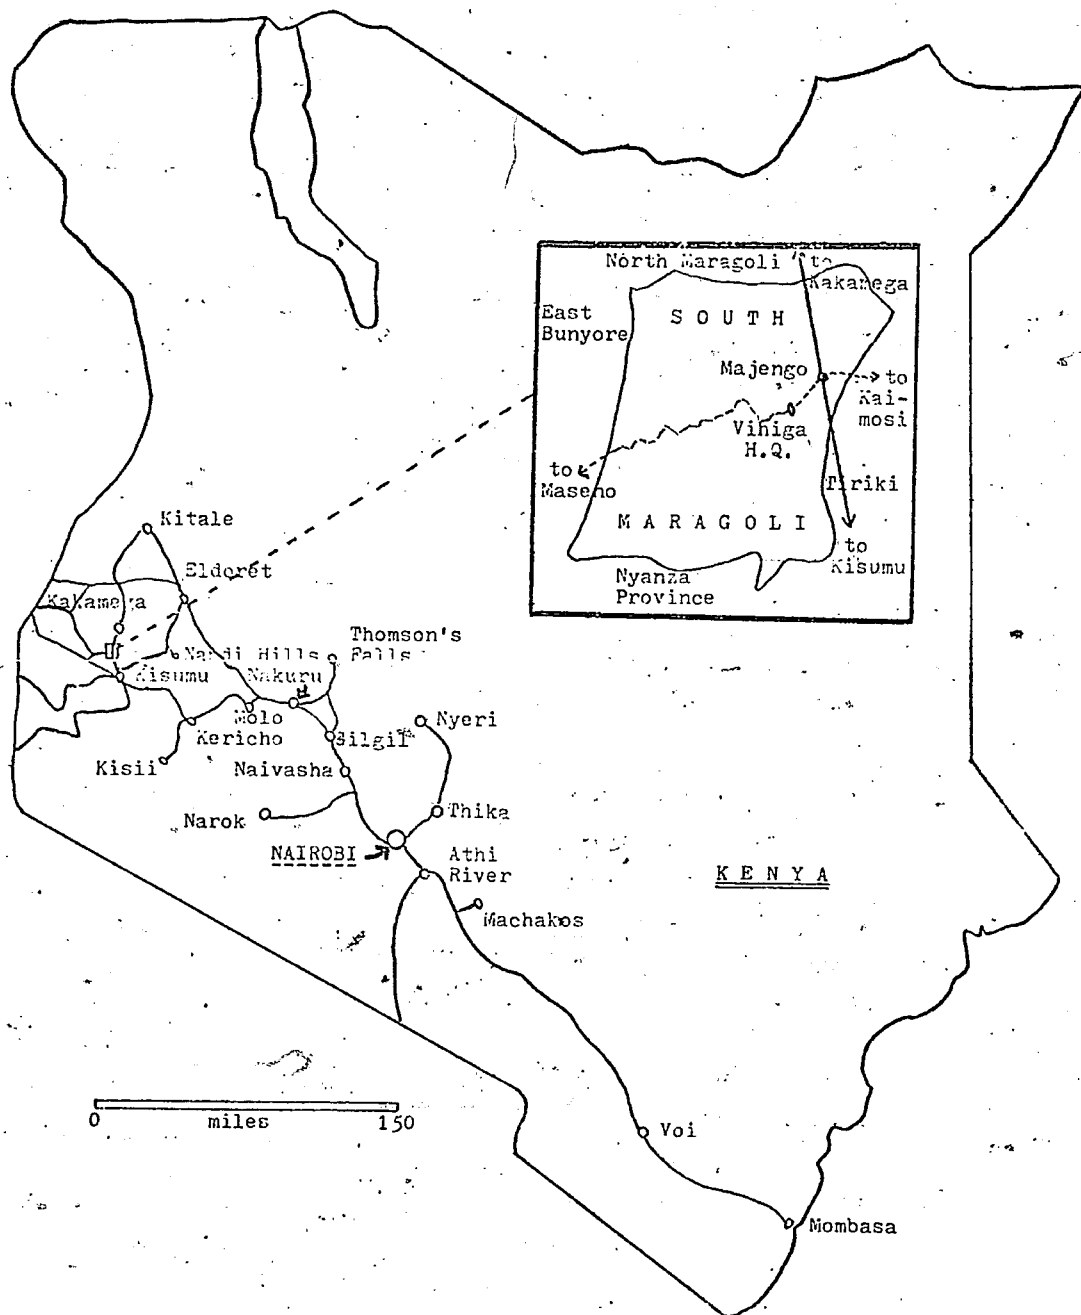 North Maragoli
to
Kakamega
East
Bunyore
S O U T H
Majengo
to
Kai-
mosi
Vihiga
H.Q.
to
Maseno
Tiriki
M A R A G O L I
to
Kisumu
Nyanza
Province
Kitale
Eldoret
Kakamega
Nandi Hills
Thomson's
Falls
Kisumu
Nakuru
Molo
Nyeri
Kericho
Gilgil
Kisii
Naivasha
Narok
Thika
NAIROBI
Athi
River
K E N Y A
Machakos
0 miles 150
Voi
Mombasa